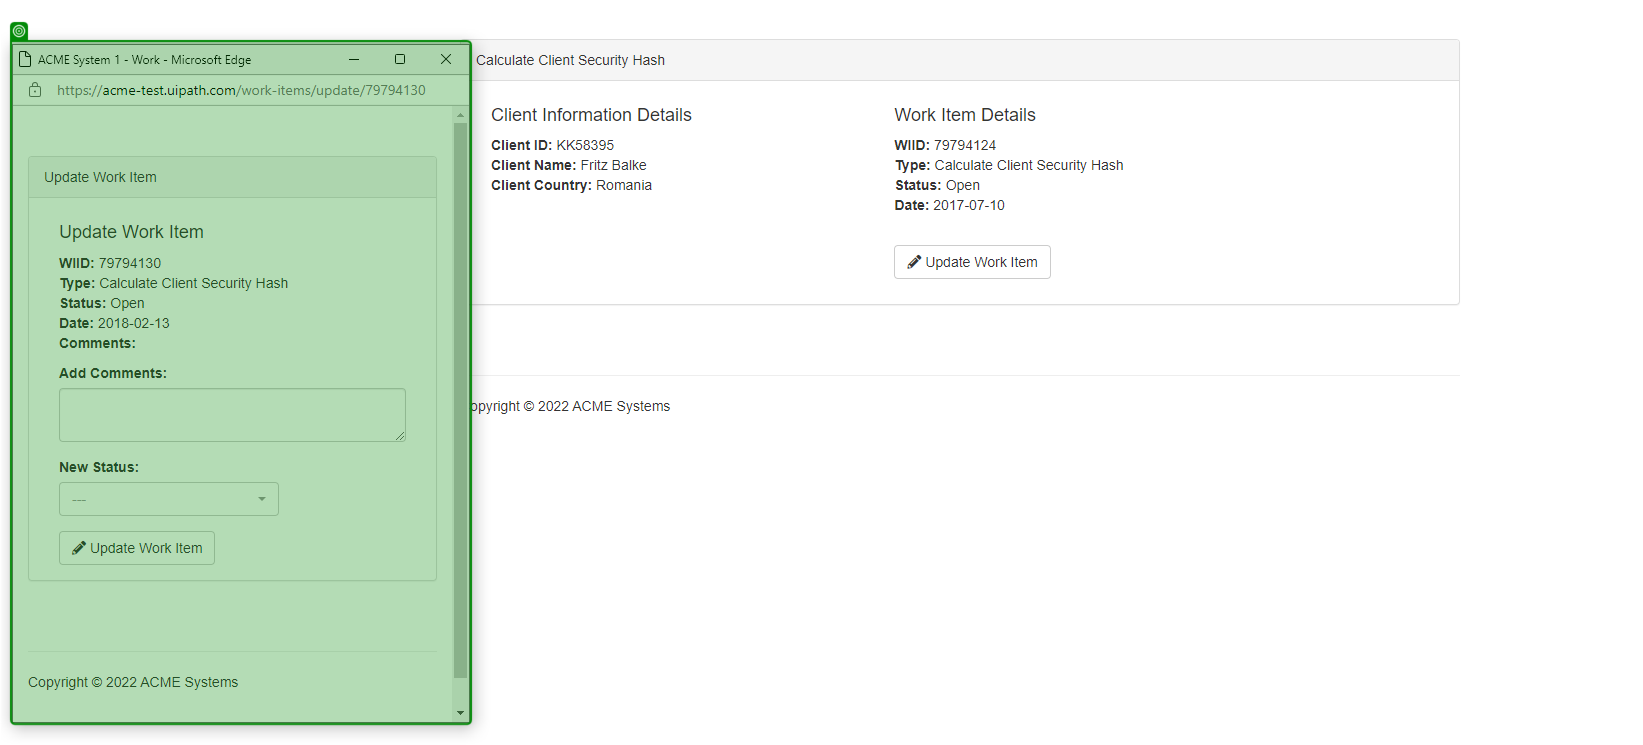 ACME System 1 - Work - Microsoft Edge
https://acme-test.uipath.com/work-items/update/79794130
Update Work Item
Update Work Item
WIID: 79794130
Type: Calculate Client Security Hash
Status: Open
Date: 2018-02-13
Comments:
Add Comments:
New Status:
---
Update Work Item
Copyright © 2022 ACME Systems
Calculate Client Security Hash
Client Information Details
Client ID: KK58395
Client Name: Fritz Balke
Client Country: Romania
Work Item Details
WIID: 79794124
Type: Calculate Client Security Hash
Status: Open
Date: 2017-07-10
Update Work Item
opyright © 2022 ACME Systems